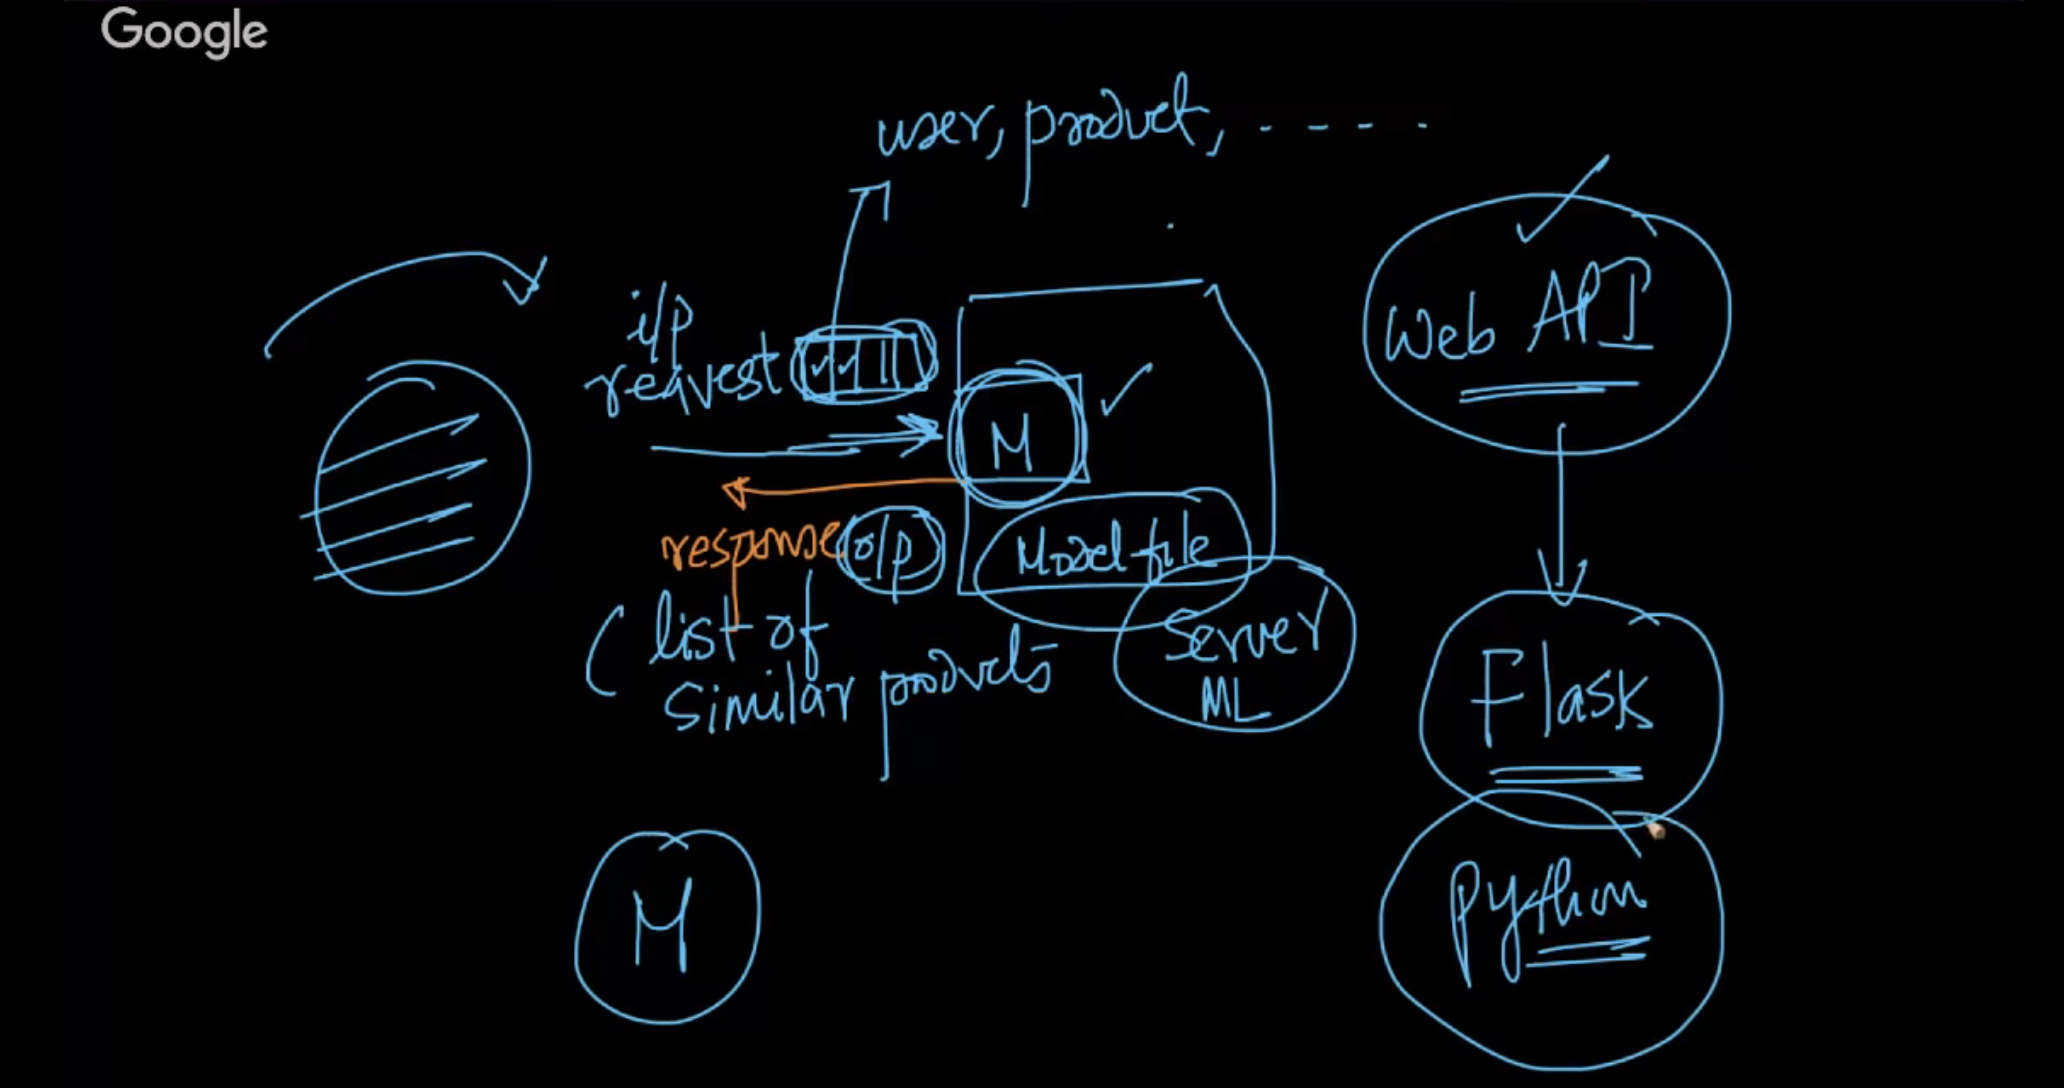 Google
user, product, - - - -
i/p
request
M
response o/p
Model file
(list of
similar products
Server
ML
M
Web API
Flask
Python